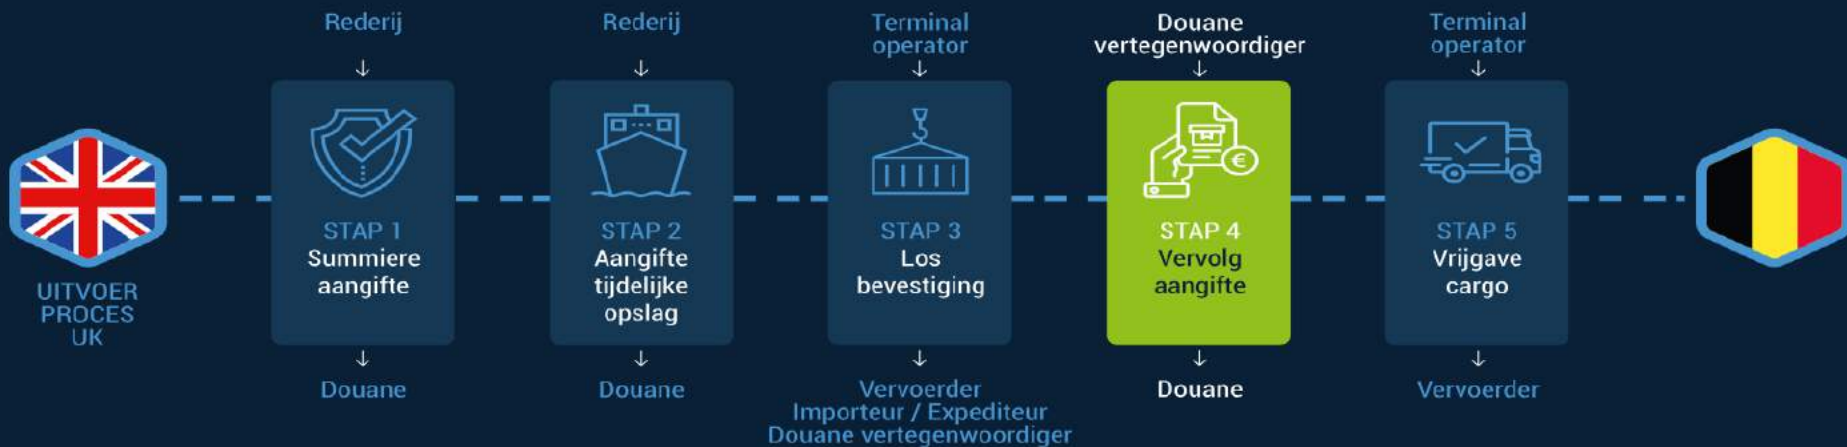 UITVOER
PROCES
UK
Rederij
STAP 1
Summiere
aangifte
Douane
Rederij
STAP 2
Aangifte
tijdelijke
opslag
Douane
Terminal
operator
STAP 3
Los
bevestiging
Vervoerder
Importeur / Expediteur
Douane vertegenwoordiger
Douane
vertegenwoordiger
€
STAP 4
Vervolg
aangifte
Douane
Terminal
operator
STAP 5
Vrijgave
cargo
Vervoerder